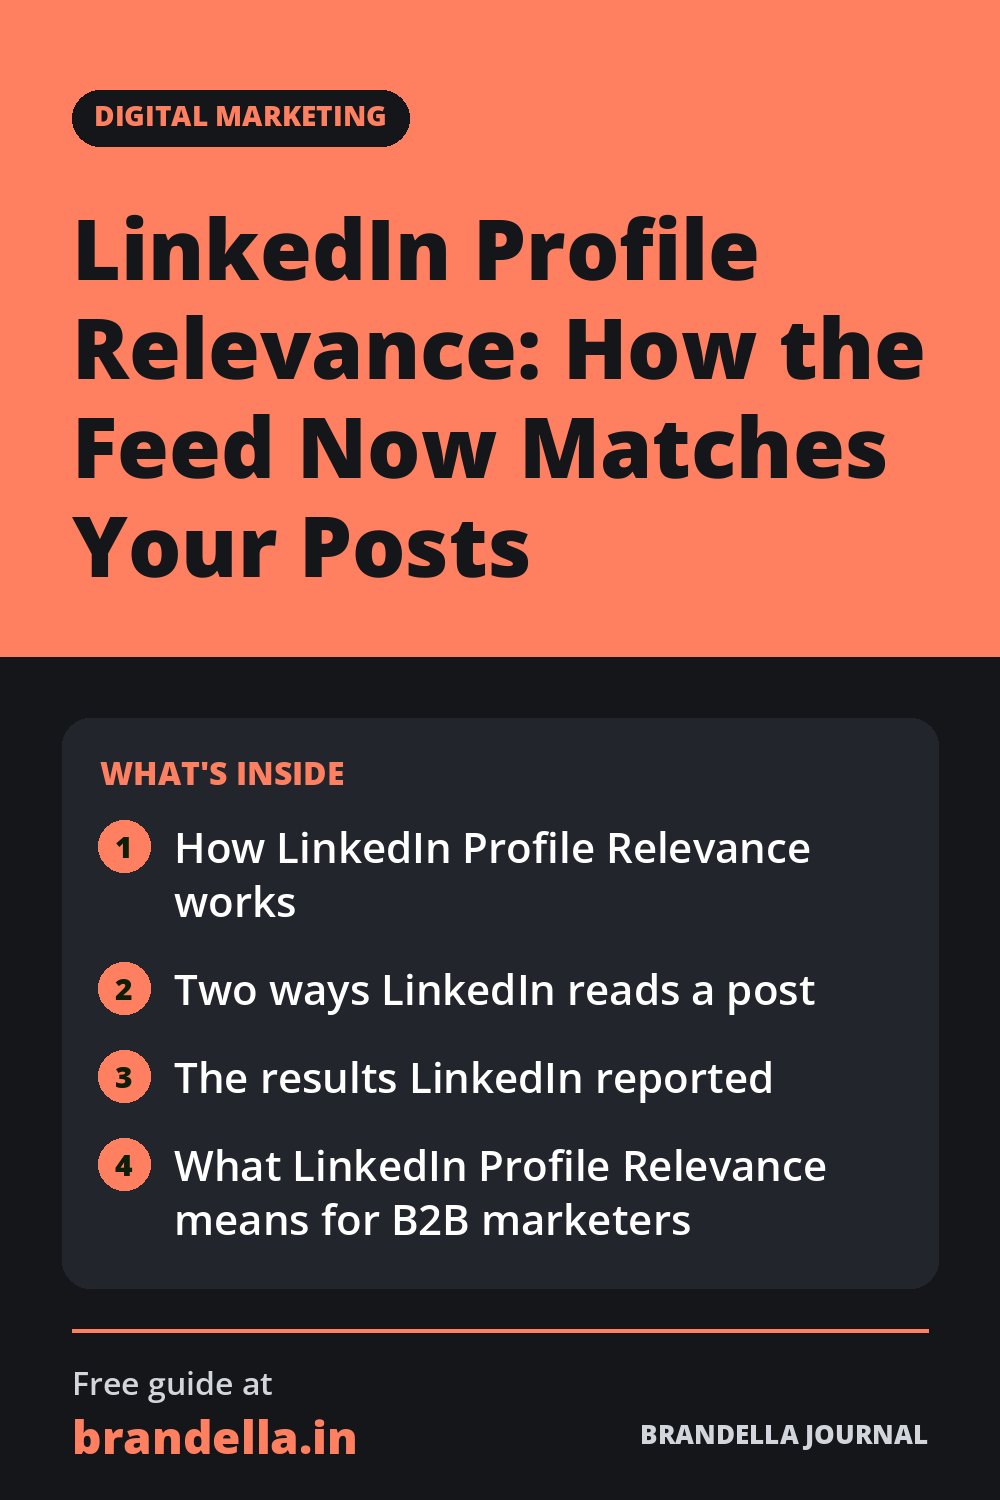 DIGITAL MARKETING
LinkedIn Profile
Relevance: How the
Feed Now Matches
Your Posts
WHAT'S INSIDE
1 How LinkedIn Profile Relevance
works
2 Two ways LinkedIn reads a post
3 The results LinkedIn reported
4 What LinkedIn Profile Relevance
means for B2B marketers
Free guide at
brandella.in
BRANDELLA JOURNAL